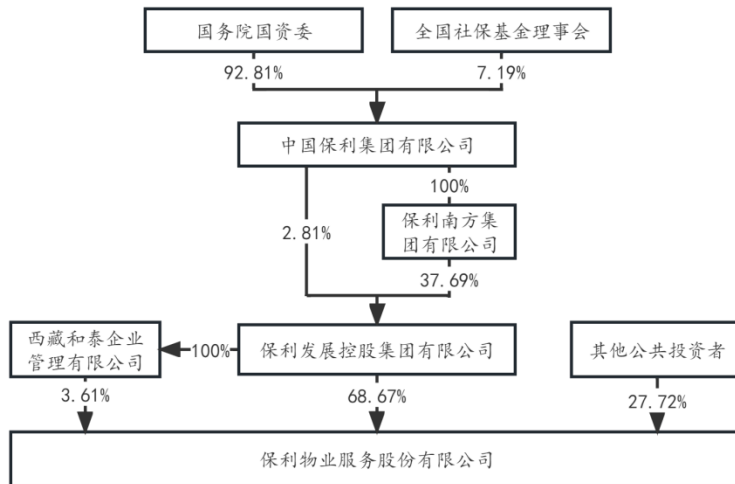 国务院国资委
全国社保基金理事会
92.81%
7.19%
中国保利集团有限公司
100%
2.81%
保利南方集
团有限公司
37.69%
西藏和泰企业
管理有限公司
100%
保利发展控股集团有限公司
其他公共投资者
3.61%
68.67%
27.72%
保利物业服务股份有限公司